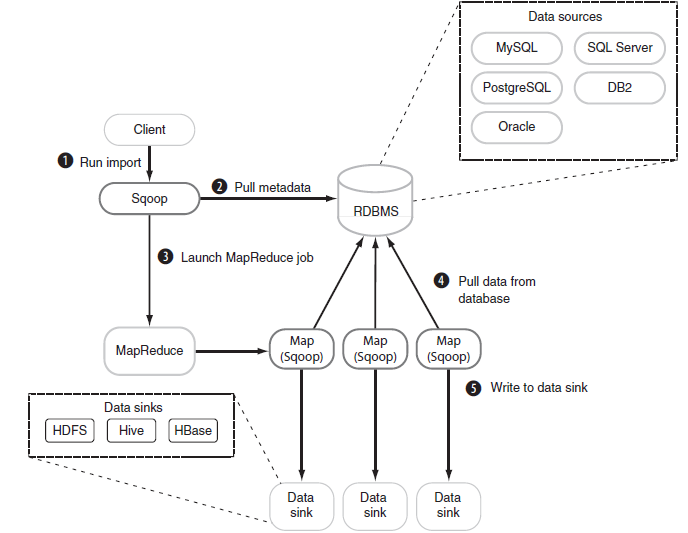 Data sources
MySQL
SQL Server
PostgreSQL
DB2
Oracle
Client
1 Run import
Sqoop
2 Pull metadata
RDBMS
3 Launch MapReduce job
4 Pull data from
database
MapReduce
Map
(Sqoop)
Map
(Sqoop)
Map
(Sqoop)
5 Write to data sink
Data sinks
HDFS
Hive
HBase
Data
sink
Data
sink
Data
sink